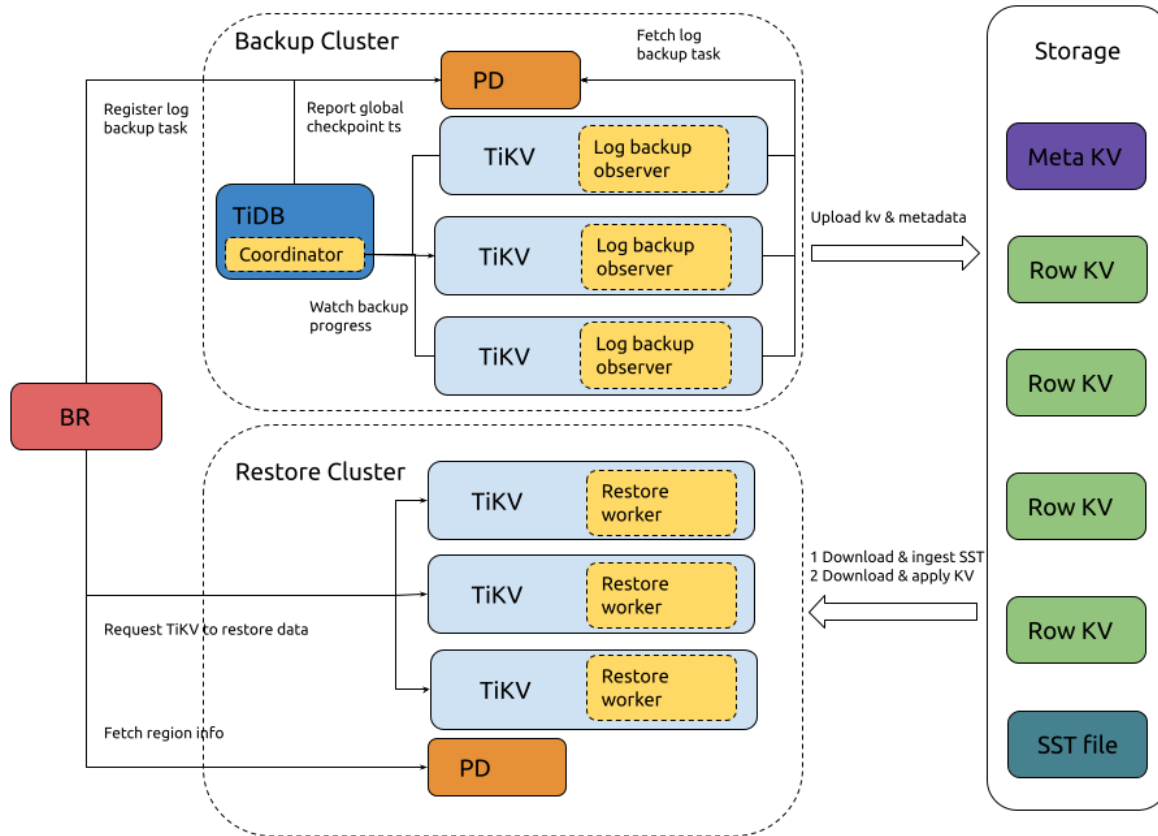 Backup Cluster
Fetch log
backup task
Storage
PD
Register log
backup task
Report global
checkpoint ts
TiKV
Log backup
observer
Meta KV
TiDB
Coordinator
TiKV
Log backup
observer
Upload kv & metadata
Row KV
Watch backup
progress
TiKV
Log backup
observer
Row KV
BR
Restore Cluster
TiKV
Restore
worker
Row KV
TiKV
Restore
worker
1 Download & ingest SST
2 Download & apply KV
Request TiKV to restore data
Row KV
TiKV
Restore
worker
Fetch region info
PD
SST file